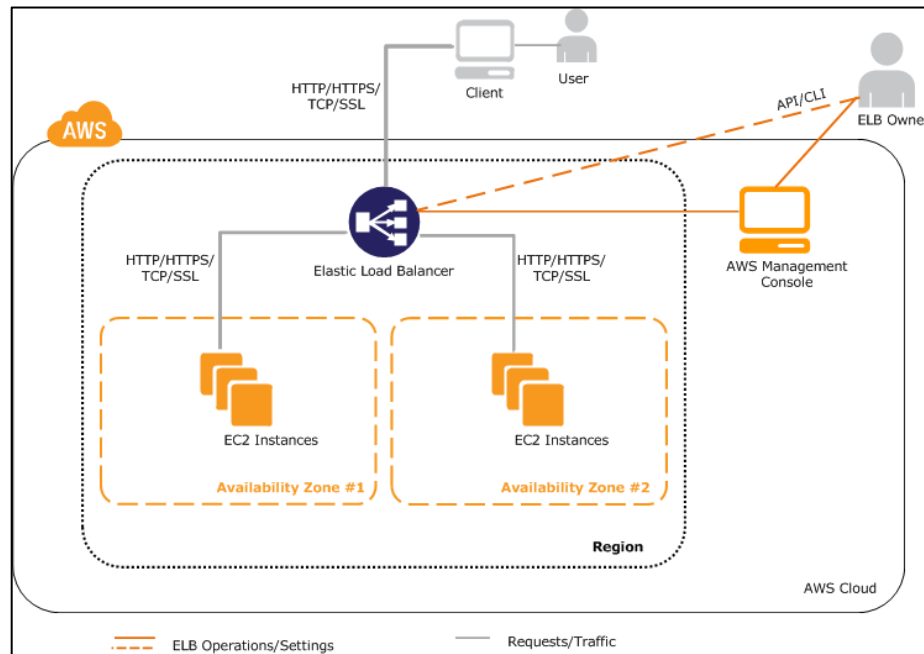 User
Client
HTTP/HTTPS/
TCP/SSL
API/CLI
ELB Owne
AWS
Elastic Load Balancer
HTTP/HTTPS/
TCP/SSL
HTTP/HTTPS/
TCP/SSL
AWS Management
Console
EC2 Instances
EC2 Instances
Availability Zone #1
Availability Zone #2
Region
AWS Cloud
ELB Operations/Settings
Requests/Traffic